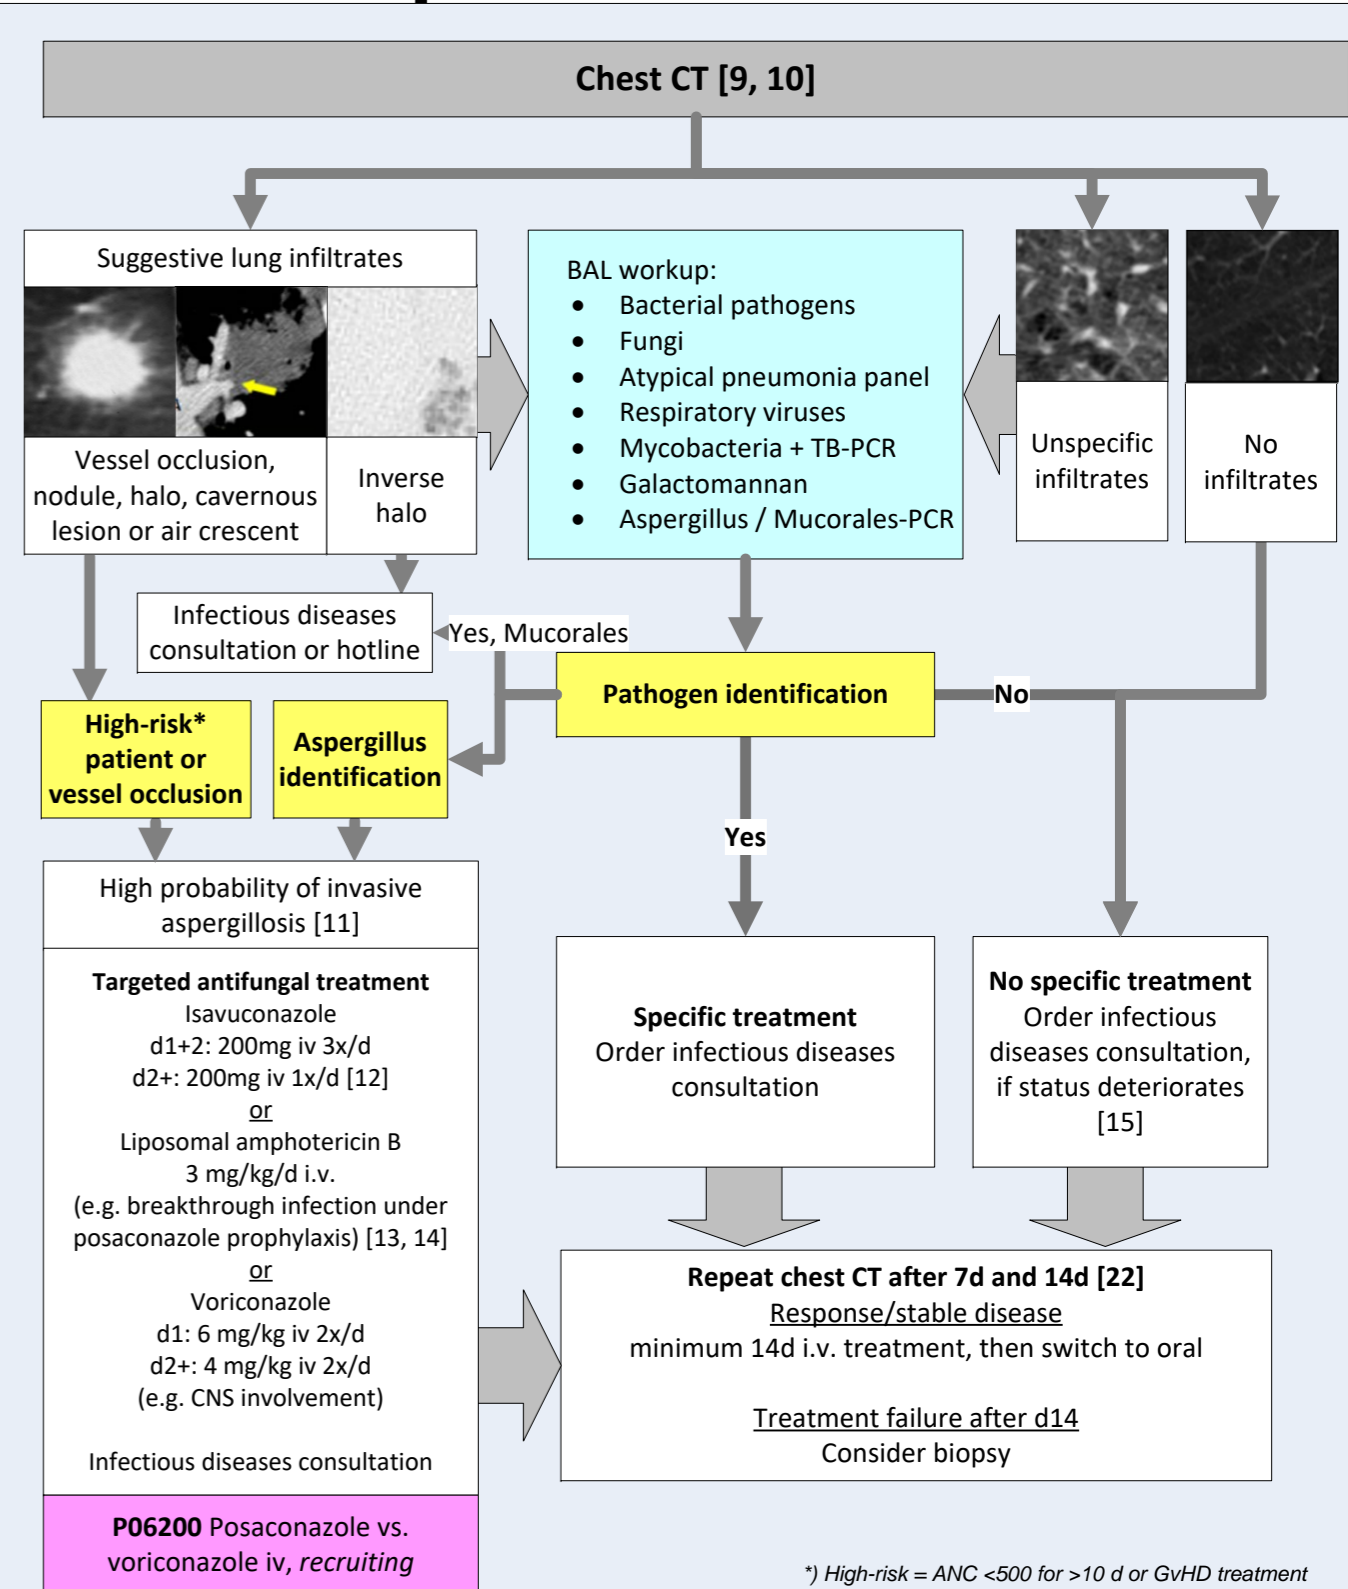 Chest CT [9, 10]
Suggestive lung infiltrates
Vessel occlusion,
nodule, halo, cavernous
lesion or air crescent
Inverse
halo
BAL workup:
• Bacterial pathogens
• Fungi
• Atypical pneumonia panel
• Respiratory viruses
• Mycobacteria + TB-PCR
• Galactomannan
• Aspergillus / Mucorales-PCR
Unspecific
infiltrates
No
infiltrates
Infectious diseases
consultation or hotline
Yes, Mucorales
Pathogen identification
No
High-risk*
patient or
vessel occlusion
Aspergillus
identification
Yes
High probability of invasive
aspergillosis [11]
Targeted antifungal treatment
Isavuconazole
d1+2: 200mg iv 3x/d
d2+: 200mg iv 1x/d [12]
or
Liposomal amphotericin B
3 mg/kg/d i.v.
(e.g. breakthrough infection under
posaconazole prophylaxis) [13, 14]
or
Voriconazole
d1: 6 mg/kg iv 2x/d
d2+: 4 mg/kg iv 2x/d
(e.g. CNS involvement)
Infectious diseases consultation
P06200 Posaconazole vs.
voriconazole iv, recruiting
Specific treatment
Order infectious diseases
consultation
No specific treatment
Order infectious
diseases consultation,
if status deteriorates
[15]
Repeat chest CT after 7d and 14d [22]
Response/stable disease
minimum 14d i.v. treatment, then switch to oral
Treatment failure after d14
Consider biopsy
*) High-risk = ANC <500 for >10 d or GvHD treatment